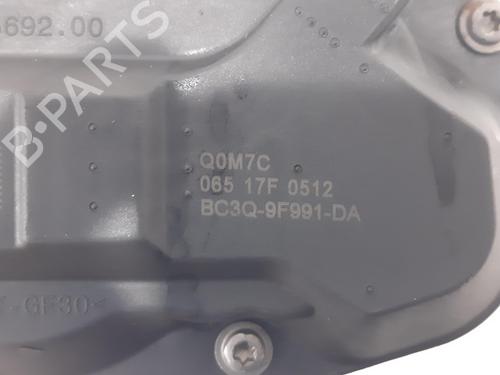 692.00
B-PARTS
Q0M7C
065 17F 0512
BC3Q-9F991-DA
-GF30<